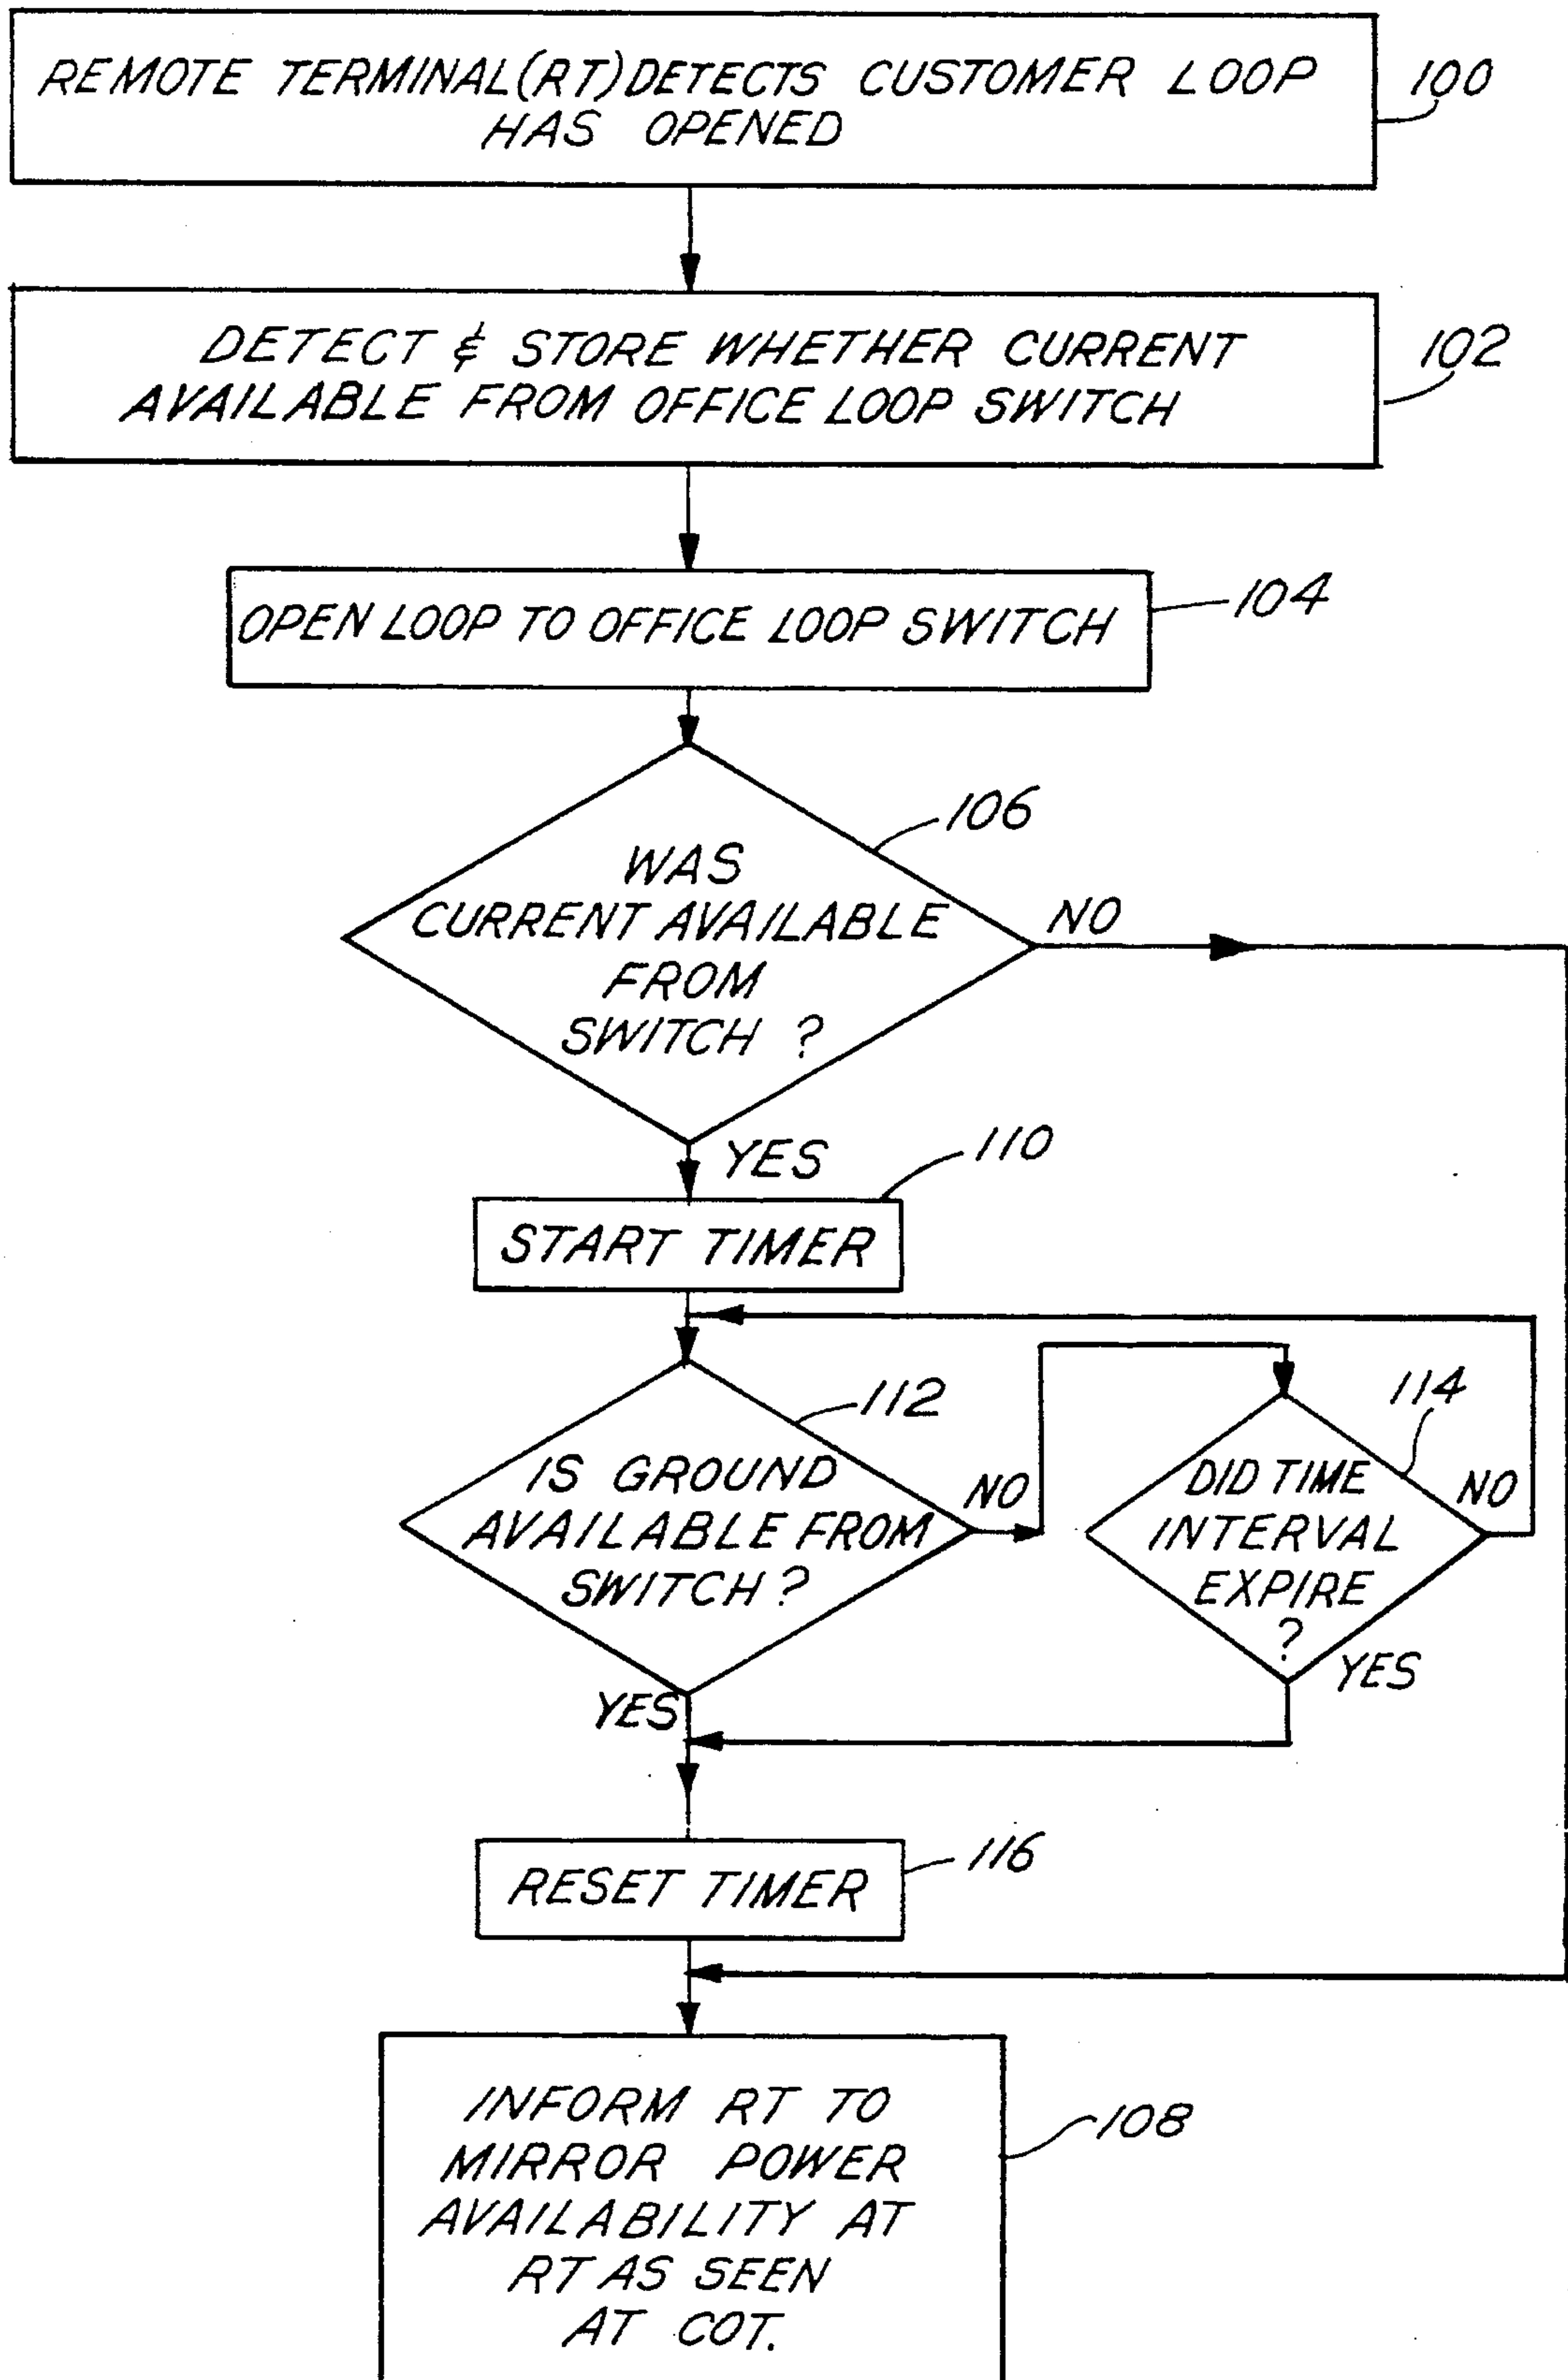 REMOTE TERMINAL(RT)DETECTS CUSTOMER LOOP
HAS OPENED
100
DETECT & STORE WHETHER CURRENT
AVAILABLE FROM OFFICE LOOP SWITCH
102
OPEN LOOP TO OFFICE LOOP SWITCH
104
106
WAS
CURRENT AVAILABLE
FROM
SWITCH ?
NO
YES
110
START TIMER
112
IS GROUND
AVAILABLE FROM
SWITCH ?
NO
114
DID TIME
INTERVAL
EXPIRE
?
NO
YES
YES
RESET TIMER
116
INFORM RT TO
MIRROR POWER
AVAILABILITY AT
RT AS SEEN
AT COT.
108